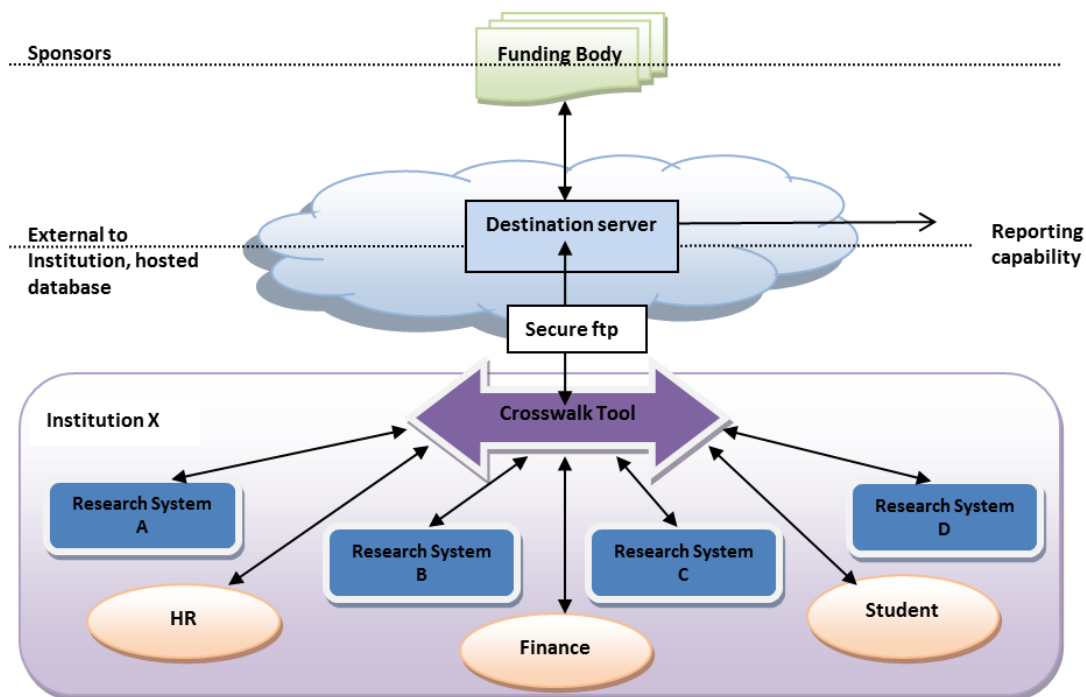 Sponsors
Funding Body
Destination server
External to
Institution, hosted
database
Reporting
capability
Secure ftp
Institution X
Crosswalk Tool
Research System
A
Research System
B
Research System
C
Research System
D
HR
Finance
Student